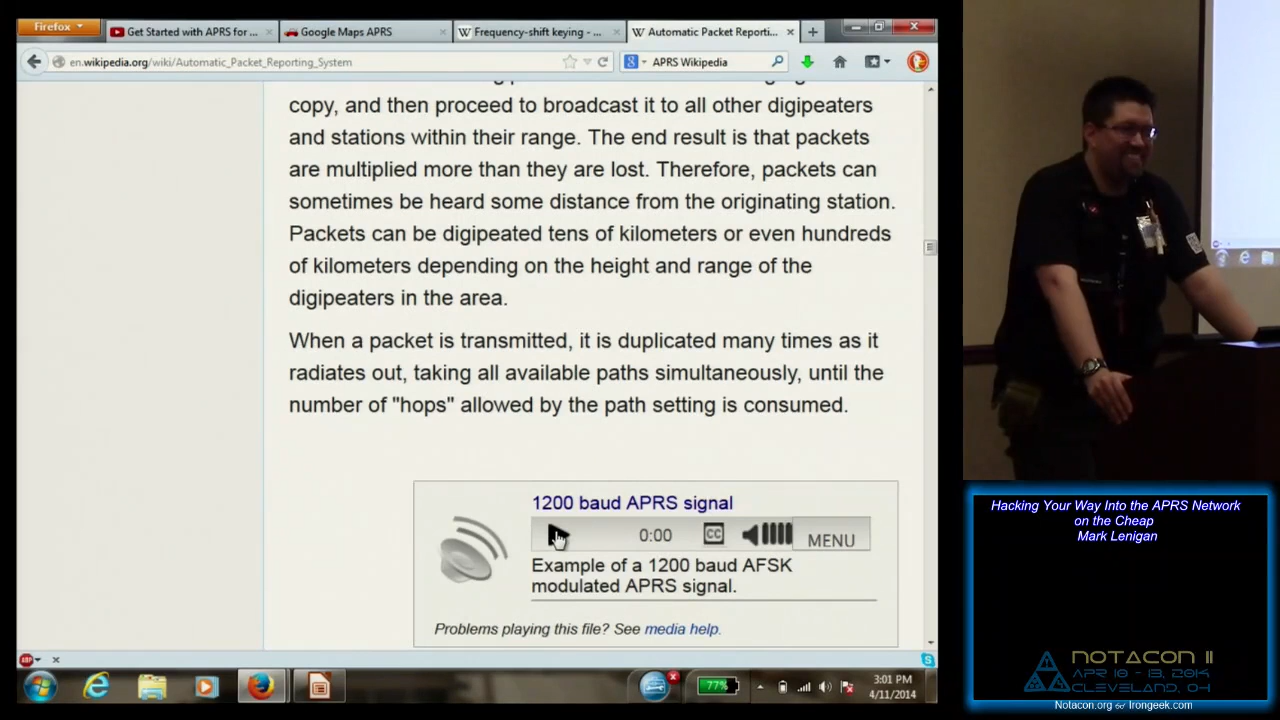 Firefox
Get Started with APRS for ...
Google Maps APRS
Frequency-shift keying - ...
Automatic Packet Reporti...
en.wikipedia.org/wiki/Automatic_Packet_Reporting_System
APRS Wikipedia
copy, and then proceed to broadcast it to all other digipeaters
and stations within their range. The end result is that packets
are multiplied more than they are lost. Therefore, packets can
sometimes be heard some distance from the originating station.
Packets can be digipeated tens of kilometers or even hundreds
of kilometers depending on the height and range of the
digipeaters in the area.
When a packet is transmitted, it is duplicated many times as it
radiates out, taking all available paths simultaneously, until the
number of "hops" allowed by the path setting is consumed.
1200 baud APRS signal
0:00
CC
MENU
Example of a 1200 baud AFSK
modulated APRS signal.
Problems playing this file? See media help.
77%
3:01 PM
4/11/2014
Hacking Your Way Into the APRS Network
on the Cheap
Mark Lenigan
NOTACON 11
APR 10 - 13, 2014
CLEVELAND, OH
Notacon.org or Irongeek.com